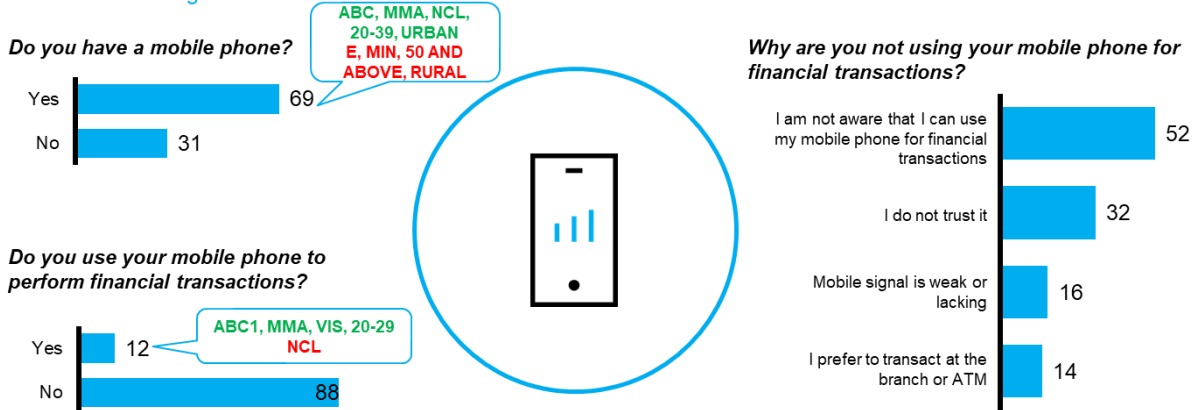 Do you have a mobile phone?
ABC, MMA, NCL,
20-39, URBAN
E, MIN, 50 AND
ABOVE, RURAL
Yes 69
No 31
Do you use your mobile phone to
perform financial transactions?
ABC1, MMA, VIS, 20-29
NCL
Yes 12
No 88
Why are you not using your mobile phone for
financial transactions?
I am not aware that I can use
my mobile phone for financial
transactions
52
I do not trust it 32
Mobile signal is weak or
lacking
16
I prefer to transact at the
branch or ATM
14